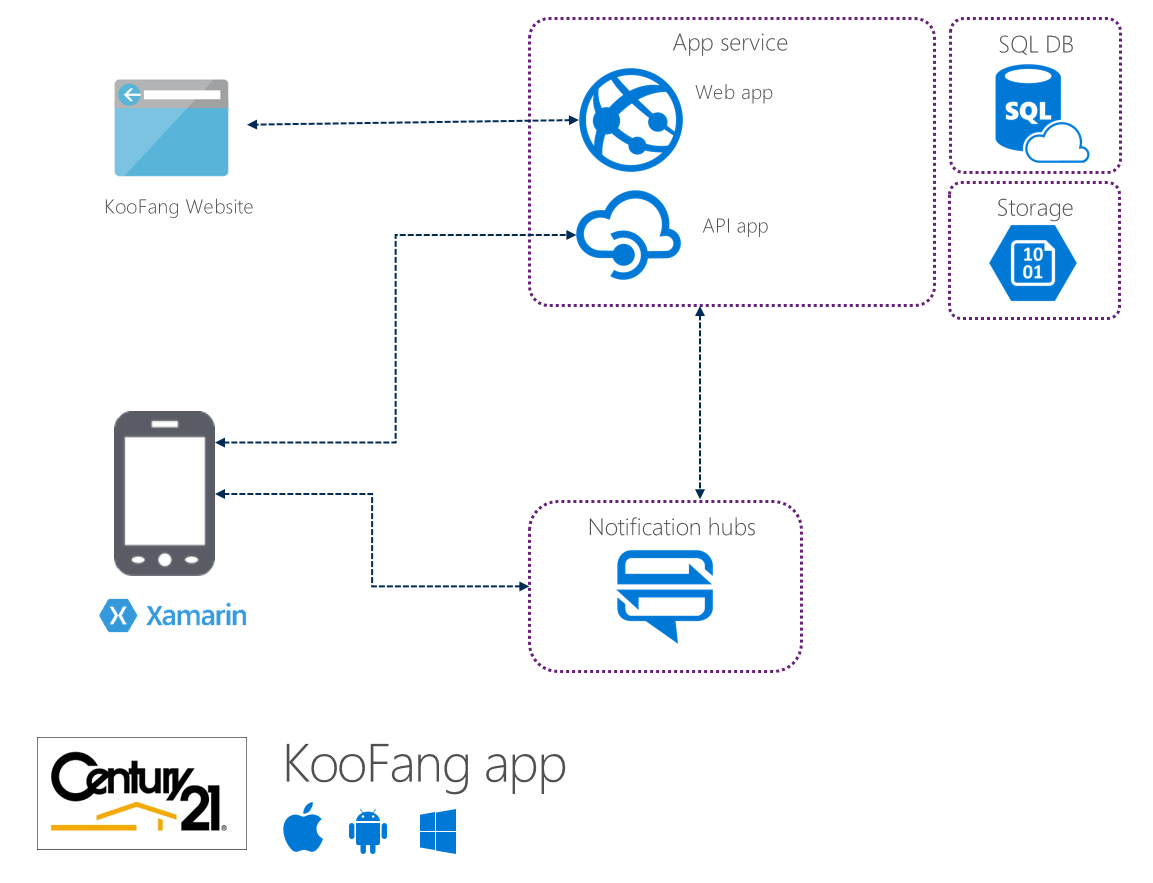 App service
SQL DB
Web app
SQL
KooFang Website
Storage
API app
10
01
Notification hubs
X Xamarin
Century
21®
KooFang app